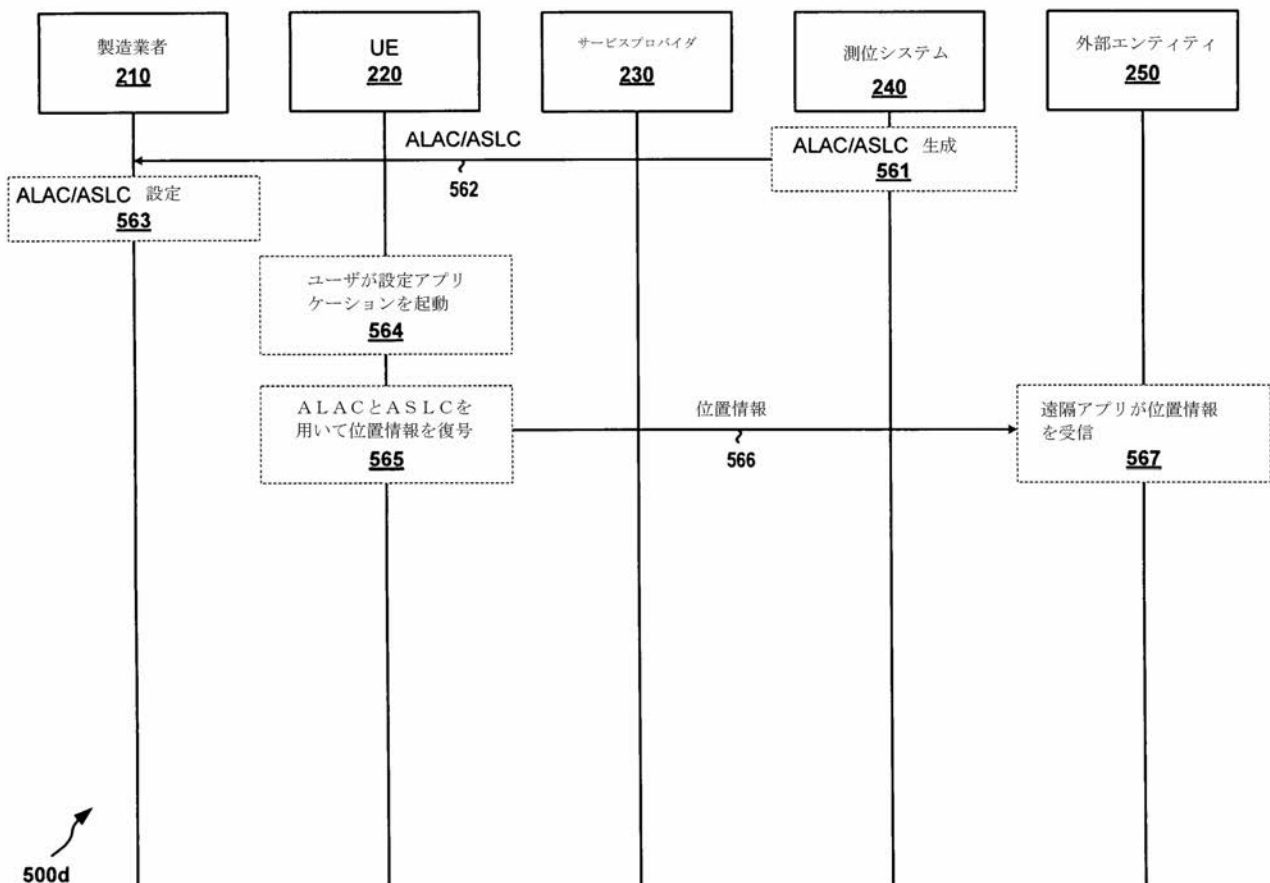 製造業者
210
UE
220
サービスプロバイダ
230
測位システム
240
外部エンティティ
250
ALAC/ASLC
562
ALAC/ASLC 生成
561
ALAC/ASLC 設定
563
ユーザが設定アプリ
ケーションを起動
564
ALACとASLCを
用いて位置情報を復号
565
位置情報
566
遠隔アプリが位置情報
を受信
567
500d